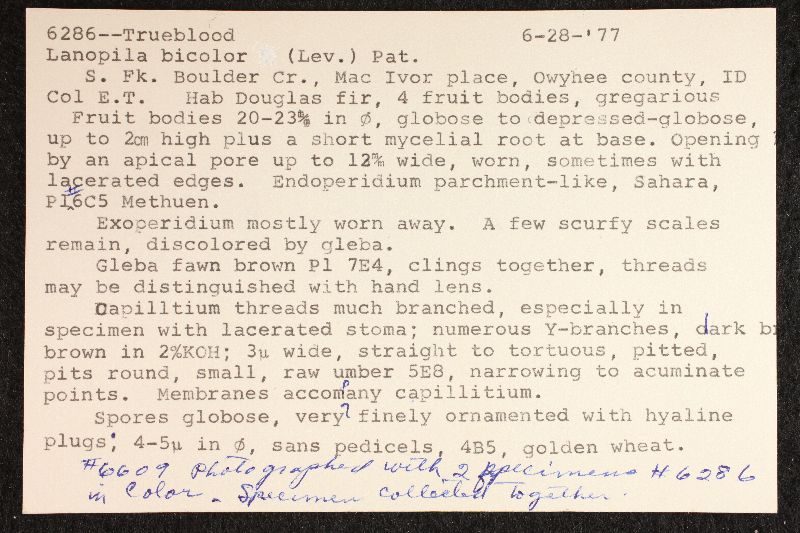 6286--Trueblood 6-28-'77
Lanopila bicolor (Lev.) Pat.
S. Fk. Boulder Cr., Mac Ivor place, Owyhee county, ID
Col E.T. Hab Douglas fir, 4 fruit bodies, gregarious
Fruit bodies 20-23mm in ø, globose to depressed-globose,
up to 2cm high plus a short mycelial root at base. Opening
by an apical pore up to 12mm wide, worn, sometimes with
lacerated edges. Endoperidium parchment-like, Sahara,
Pl#6C5 Methuen.
Exoperidium mostly worn away. A few scurfy scales
remain, discolored by gleba.
Gleba fawn brown Pl 7E4, clings together, threads
may be distinguished with hand lens.
Capilltium threads much branched, especially in
specimen with lacerated stoma; numerous Y-branches, dark br
brown in 2%KOH; 3µ wide, straight to tortuous, pitted,
pits round, small, raw umber 5E8, narrowing to acuminate
points. Membranes accompany capillitium.
Spores globose, very, finely ornamented with hyaline
plugs; 4-5µ in ø, sans pedicels, 4B5, golden wheat.
#6609 Photographed with 2 specimens #6286
in Color - Specimen collected together.